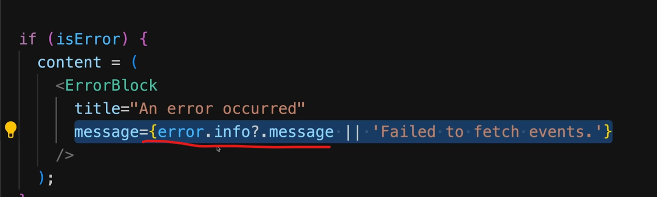 if (isError) {
content = (
<ErrorBlock
title="An error occurred"
message={error.info?.message || 'Failed to fetch events.'}
/>
);
}